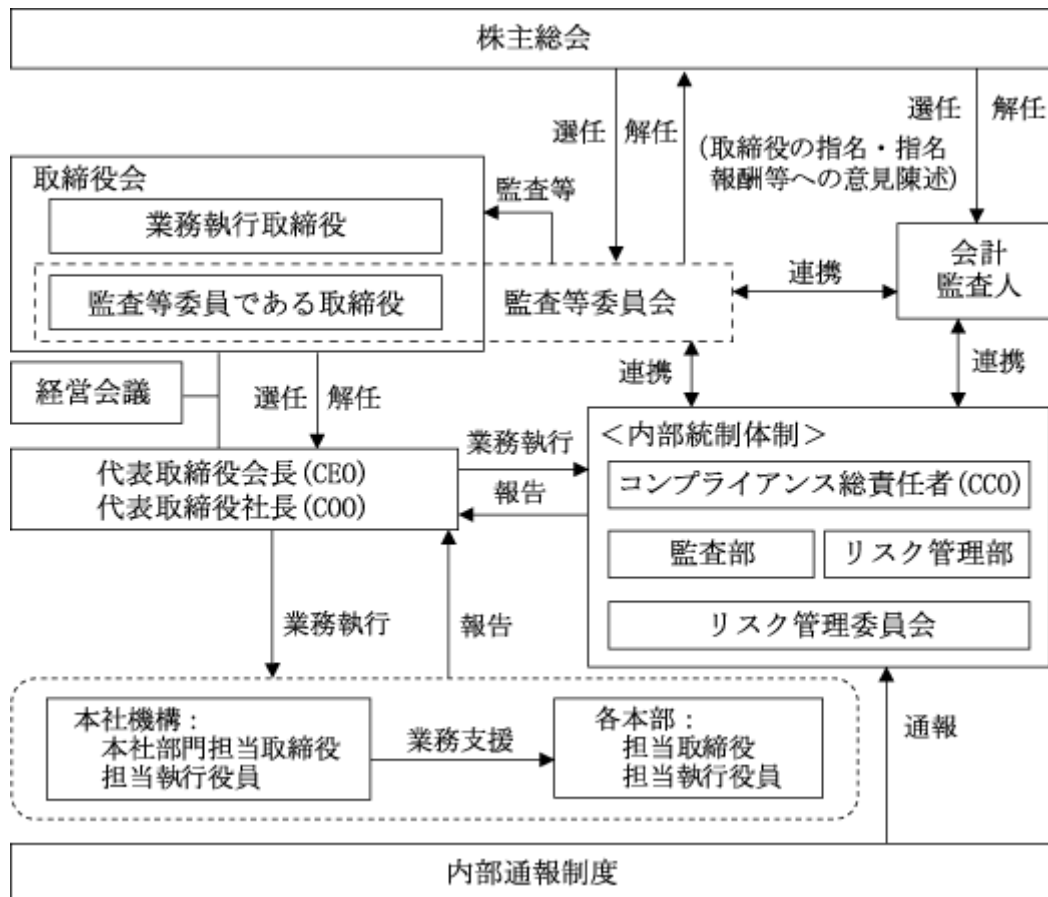 株主総会
選任
解任
選任
解任
(取締役の指名・指名
報酬等への意見陳述)
取締役会
監査等
業務執行取締役
会計
監査人
連携
監査等委員である取締役
監査等委員会
連携
連携
経営会議
選任
解任
業務執行
<内部統制体制>
代表取締役会長(CEO)
代表取締役社長(COO)
報告
コンプライアンス総責任者(CCO)
監査部
リスク管理部
リスク管理委員会
業務執行
報告
本社機構:
本社部門担当取締役
担当執行役員
業務支援
各本部:
担当取締役
担当執行役員
通報
内部通報制度